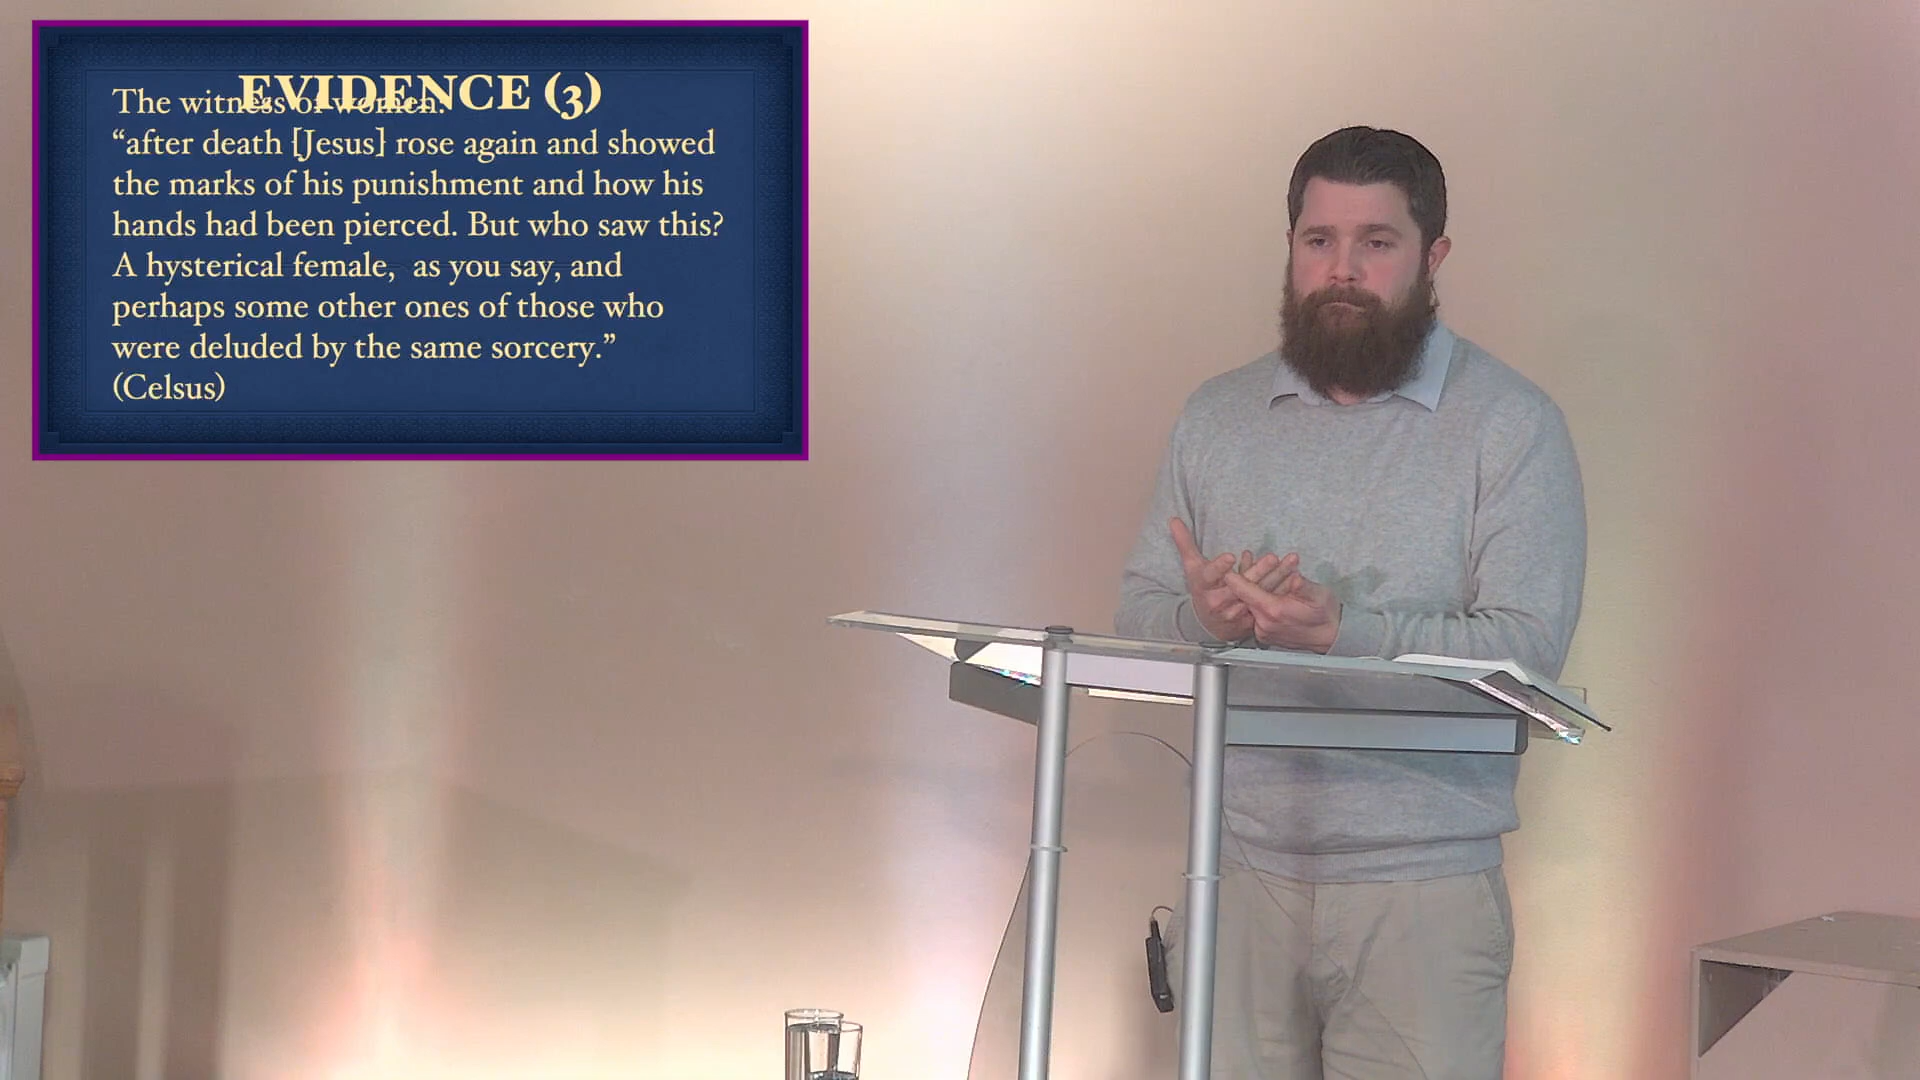 EVIDENCE (3)
The witness of women:
“after death [Jesus] rose again and showed
the marks of his punishment and how his
hands had been pierced. But who saw this?
A hysterical female,  as you say, and
perhaps some other ones of those who
were deluded by the same sorcery.”
(Celsus)